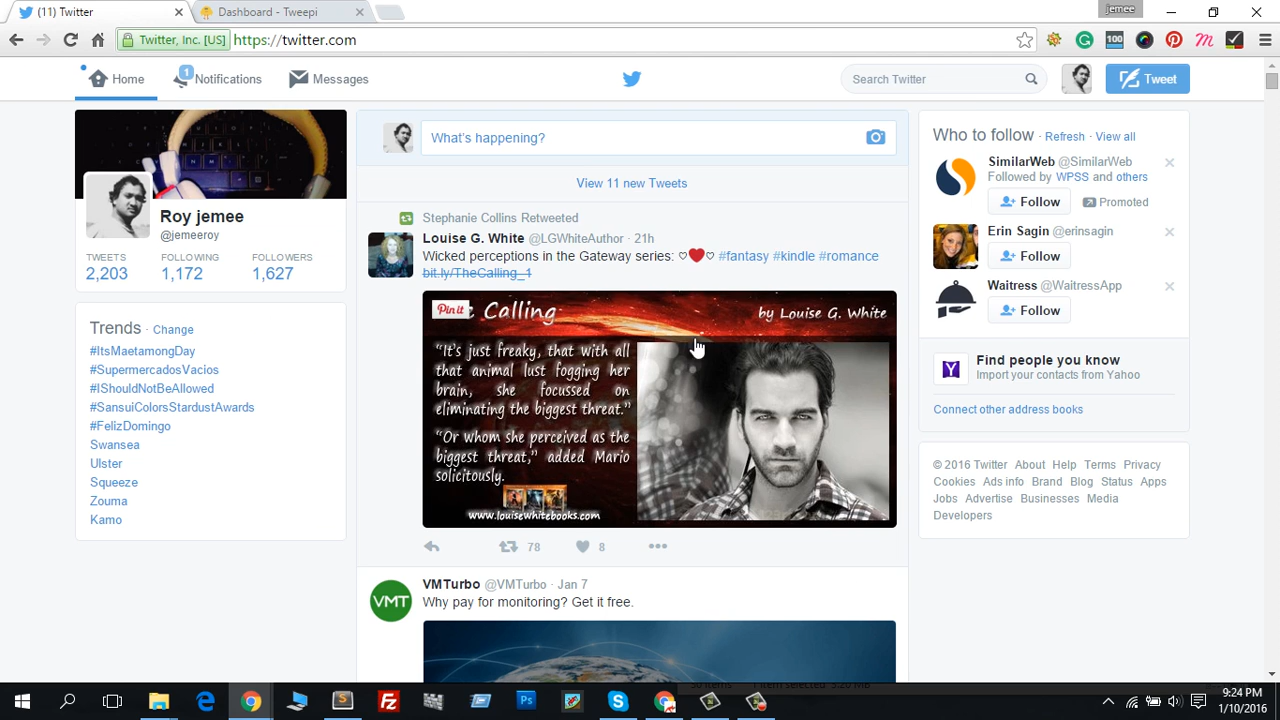 (11) Twitter
Dashboard - Tweepi
jemee
Twitter, Inc. [US] https://twitter.com
100
Home
1
Notifications
Messages
Search Twitter
Tweet
Roy jemee
@jemeeroy
TWEETS FOLLOWING FOLLOWERS
2,203 1,172 1,627
Trends · Change
#ItsMaetamongDay
#SupermercadosVacios
#IShouldNotBeAllowed
#SansuiColorsStardustAwards
#FelizDomingo
Swansea
Ulster
Squeeze
Zouma
Kamo
What's happening?
View 11 new Tweets
Stephanie Collins Retweeted
Louise G. White @LGWhiteAuthor · 21h
Wicked perceptions in the Gateway series: ♡❤♡ #fantasy #kindle #romance
bit.ly/TheCalling_1
Pin it
Calling
by Louise G. White
“It's just freaky, that with all
that animal lust fogging her
brain, she focussed on
eliminating the biggest threat.”
“Or whom she perceived as the
biggest threat,” added Mario
solicitously.
www.louisewhitebooks.com
78
8
VMTurbo @VMTurbo · Jan 7
Why pay for monitoring? Get it free.
VMT
Who to follow · Refresh · View all
SimilarWeb @SimilarWeb
Followed by WPSS and others
Follow
Promoted
Erin Sagin @erinsagin
Follow
Waitress @WaitressApp
Follow
Find people you know
Import your contacts from Yahoo
Connect other address books
© 2016 Twitter About Help Terms Privacy
Cookies Ads info Brand Blog Status Apps
Jobs Advertise Businesses Media
Developers
9:24 PM
1/10/2016